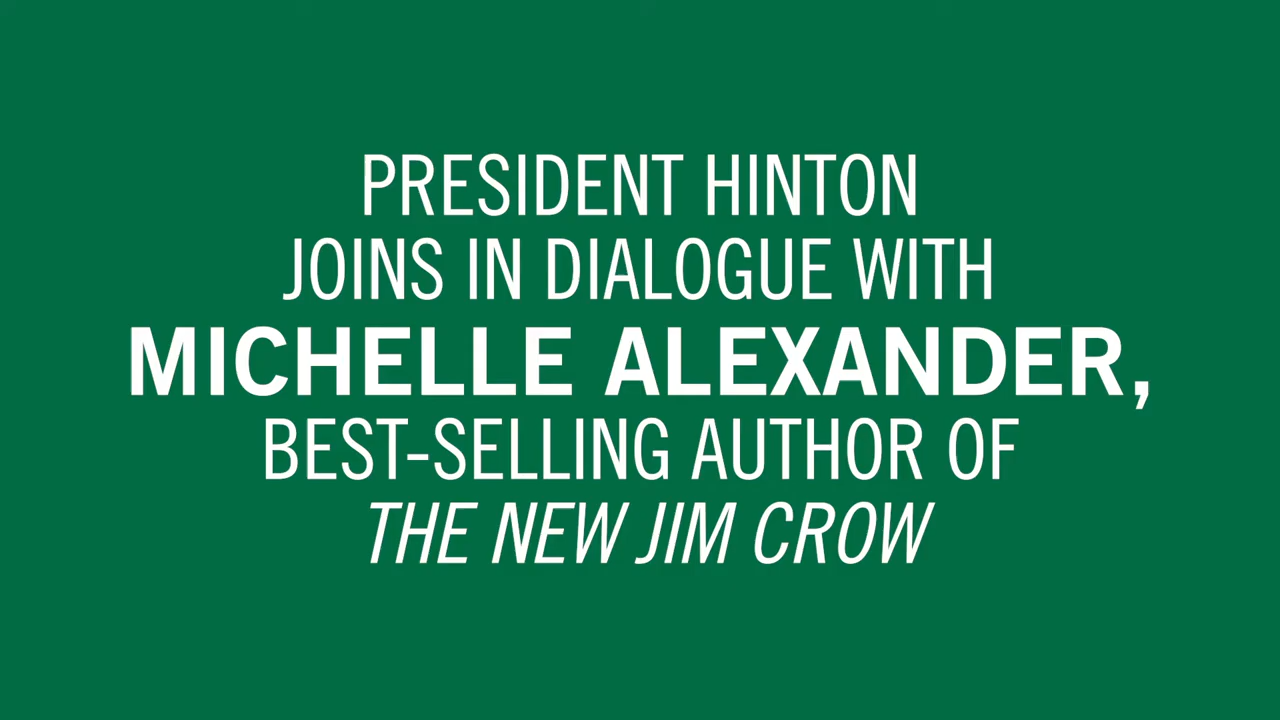 PRESIDENT HINTON
JOINS IN DIALOGUE WITH
MICHELLE ALEXANDER,
BEST-SELLING AUTHOR OF
THE NEW JIM CROW